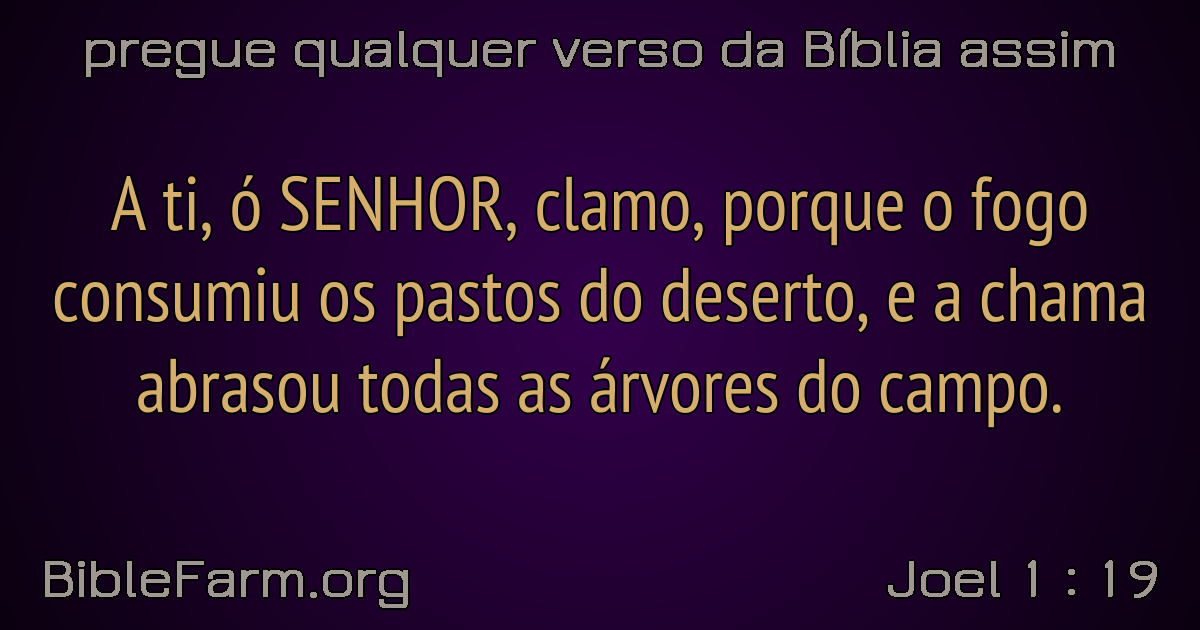 pregue qualquer verso da Bíblia assim
A ti, ó SENHOR, clamo, porque o fogo
consumiu os pastos do deserto, e a chama
abrasou todas as árvores do campo.
BibleFarm.org
Joel 1 : 19